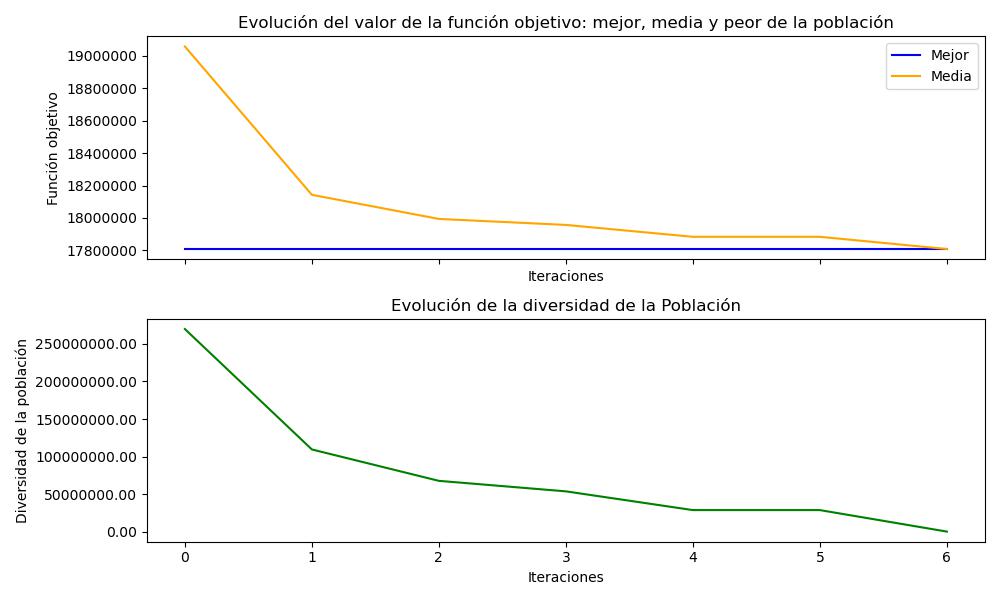 Evolución del valor de la función objetivo: mejor, media y peor de la población
Función objetivo
19000000
18800000
18600000
18400000
18200000
18000000
17800000
Mejor
Media
Iteraciones
Evolución de la diversidad de la Población
Diversidad de la población
250000000.00
200000000.00
150000000.00
100000000.00
50000000.00
0.00
0 1 2 3 4 5 6
Iteraciones